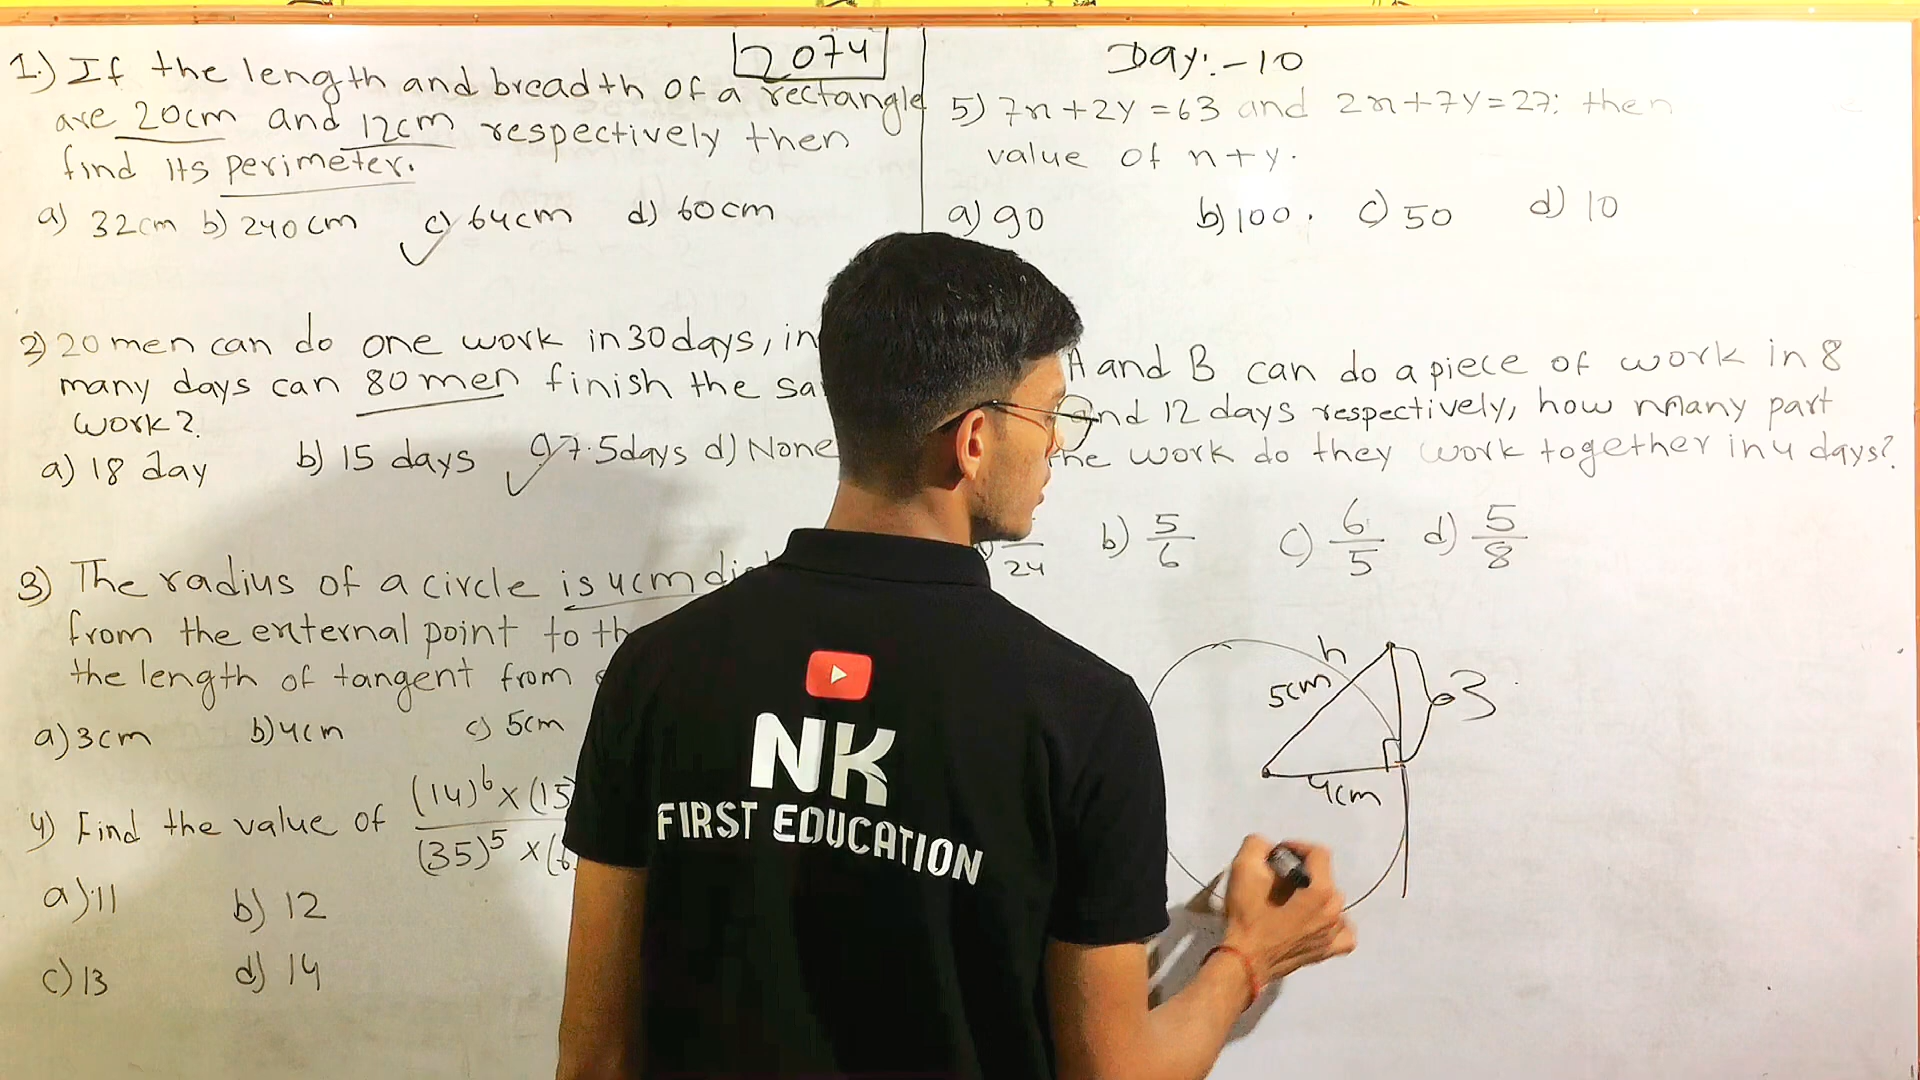 2074
1.) If the length and breadth of a rectangle
are 20cm and 12cm respectively then
find its perimeter.
a) 32cm b) 240cm c) 64cm d) 60cm
2) 20 men can do one work in 30 days, in
many days can 80 men finish the sa
work?
a) 18 day b) 15 days c) 7.5days d) None
3) The radius of a circle is 4cm di
from the external point to th
the length of tangent from
a) 3cm b) 4cm c) 5cm
4) Find the value of (14)^6 x (15)
(35)^5 x (6
a) 11 b) 12
c) 13 d) 14
Day:-10
5) 7x+2y=63 and 2x+7y=27; then
value of x+y.
a) 90 b) 100. c) 50 d) 10
A and B can do a piece of work in 8
and 12 days respectively, how many part
the work do they work together in 4 days?
24 b) 5/6 c) 6/5 d) 5/8
h
5cm
3
4cm
NK
FIRST EDUCATION